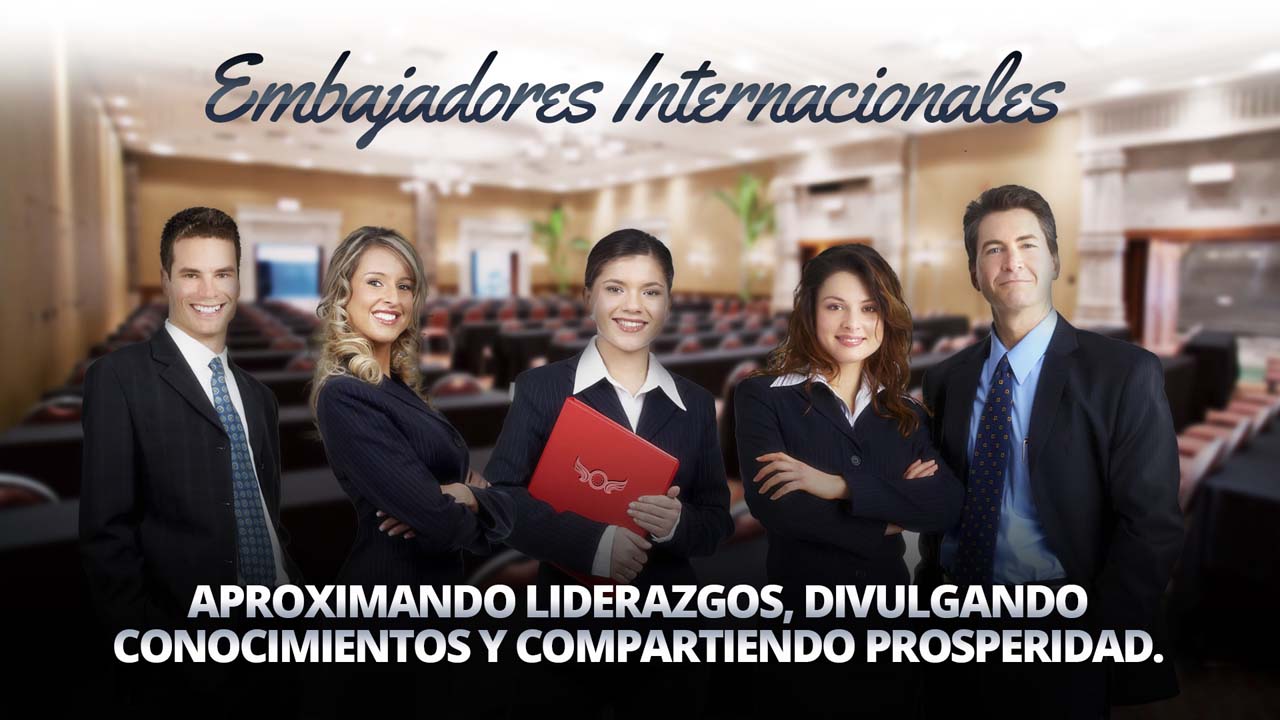 Embajadores Internacionales
APROXIMANDO LIDERAZGOS, DIVULGANDO
CONOCIMIENTOS Y COMPARTIENDO PROSPERIDAD.